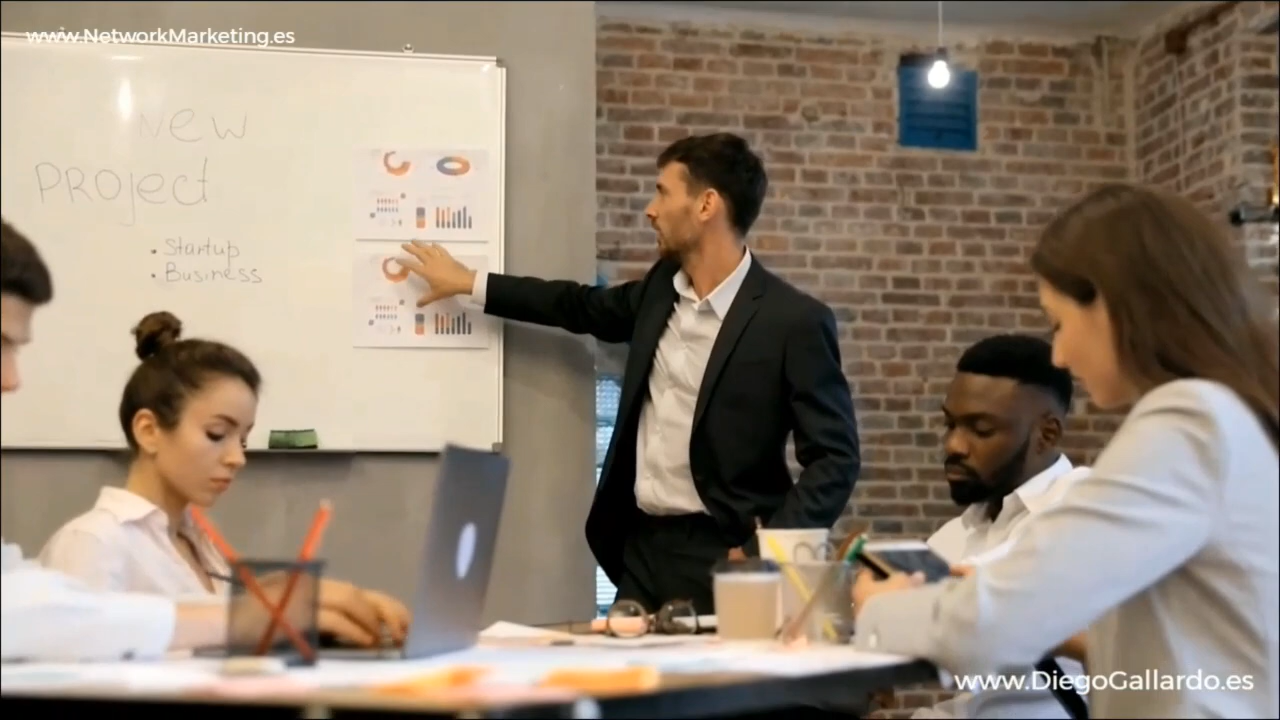 www.NetworkMarketing.es
New
PROject
• Startup
• Business
www.DiegoGallardo.es